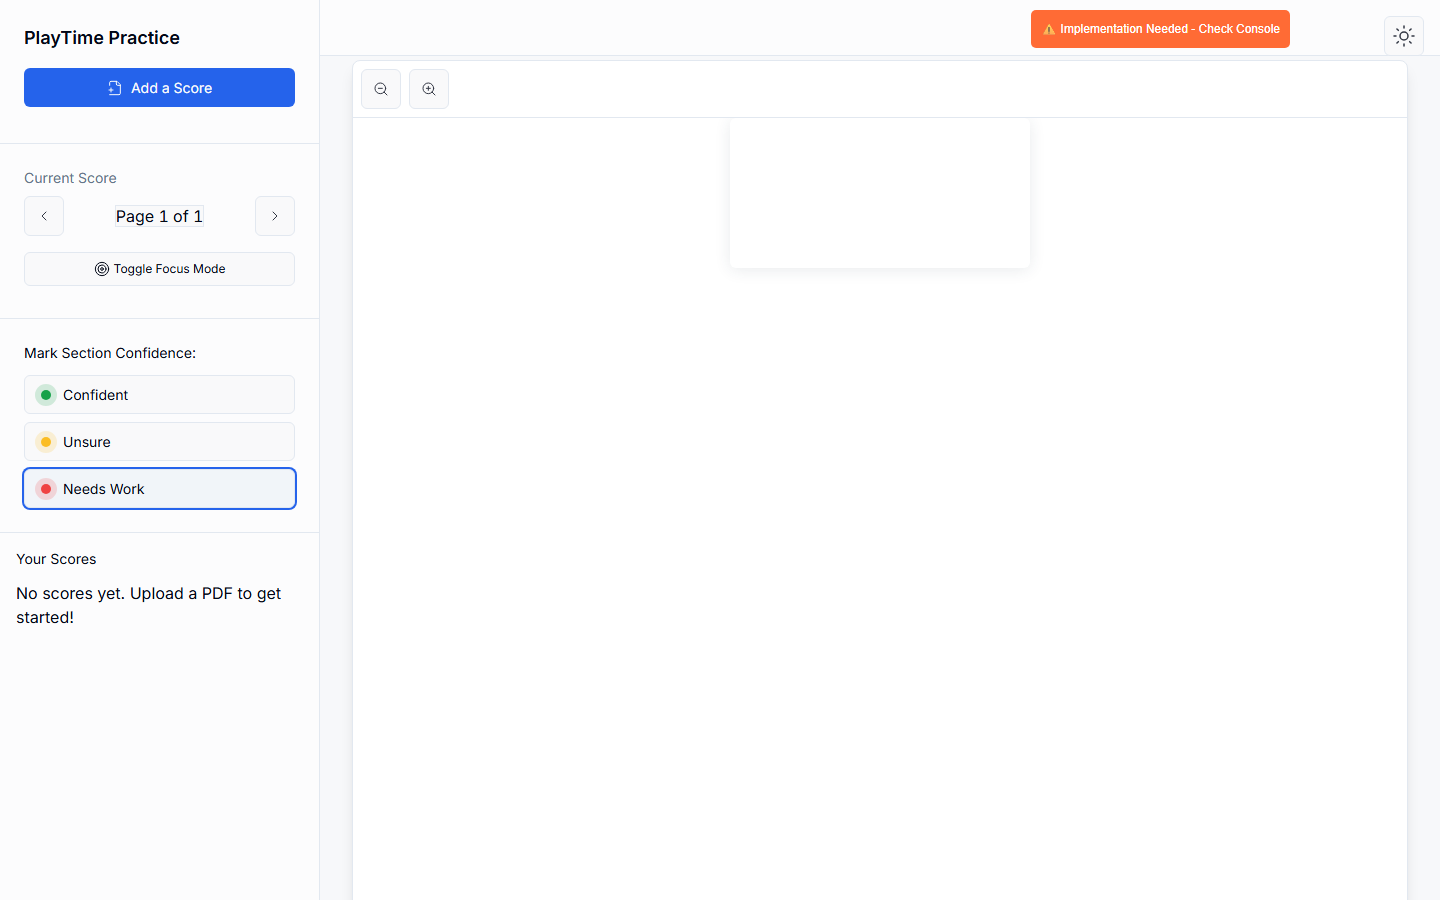 PlayTime Practice
Add a Score
Current Score
Page 1 of 1
Toggle Focus Mode
Mark Section Confidence:
Confident
Unsure
Needs Work
Your Scores
No scores yet. Upload a PDF to get
started!
⚠️ Implementation Needed - Check Console